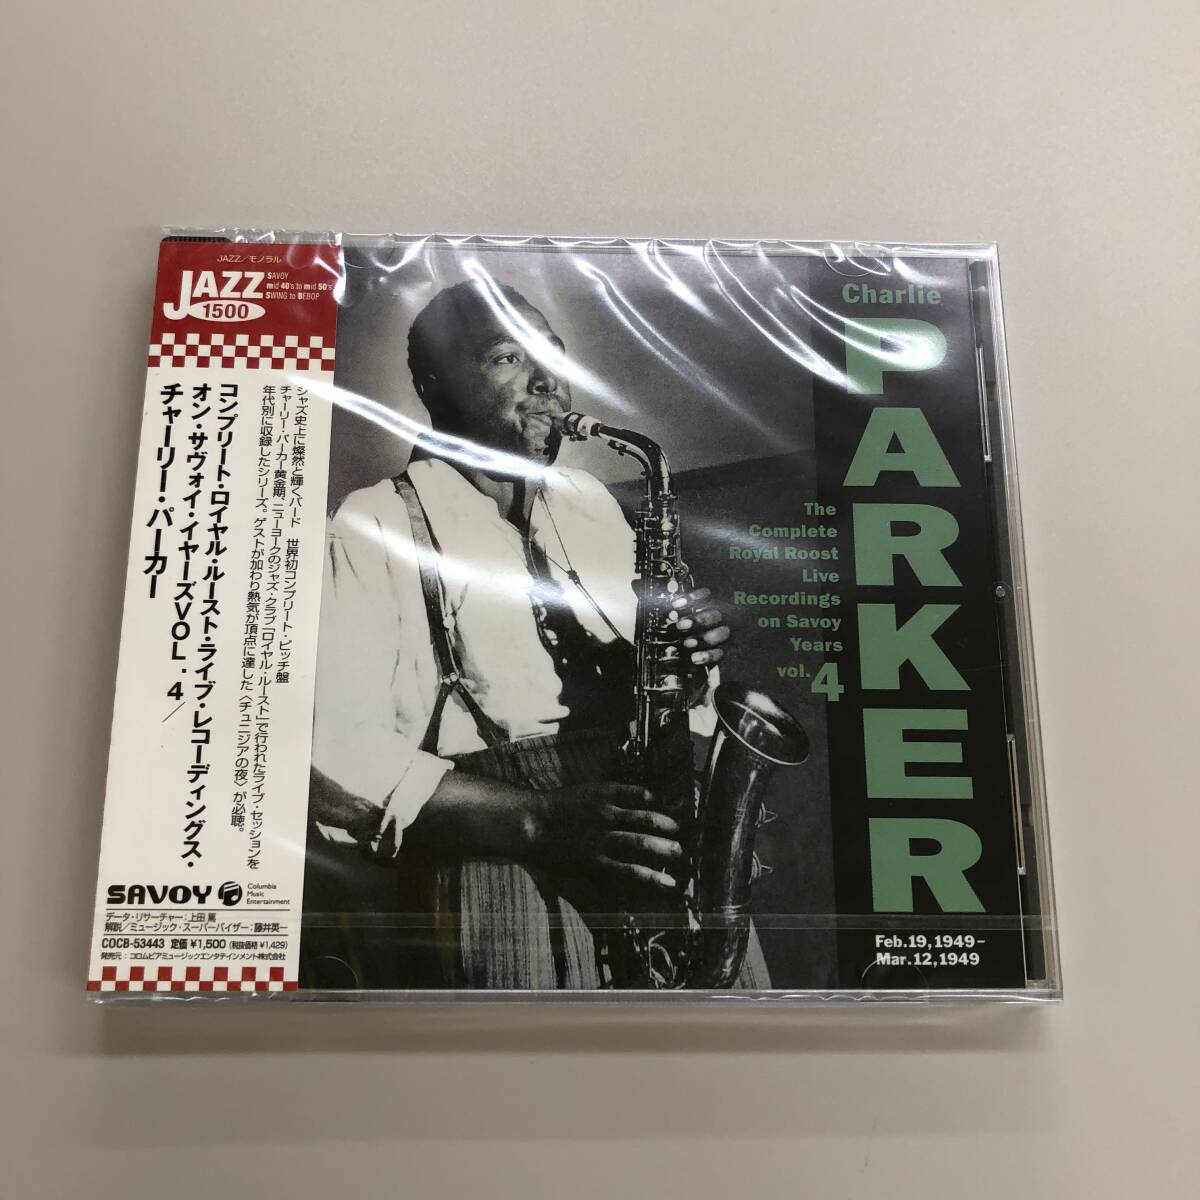 JAZZ/モノラル
JAZZ
1500
SAVOY
mid 40's to mid 50's
SWING to BEBOP
ジャズ史上に燦然と輝くバード 世界初コンプリート・ピッチ盤
チャーリー・パーカー黄金期、ニューヨークのジャズ・クラブ「ロイヤル・ルースト」で行われたライブ・セッションを
年代別に収録したシリーズ。ゲストが加わり熱気が頂点に達した〈チュニジアの夜〉が必聴。
コンプリート・ロイヤル・ルースト・ライブ・レコーディングス・
オン・サヴォイ・イヤーズVOL.4/
チャーリー・パーカー
SAVOY
Columbia
Music
Entertainment
データ・リサーチャー:上田 篤
解説/ミュージック・スーパーバイザー:藤井英一
COCB-53443 定価¥1,500(税抜価格¥1,429)
発売元:コロムビアミュージックエンタテインメント株式会社
Charlie
PARKER
The
Complete
Royal Roost
Live
Recordings
on Savoy
Years
vol.4
Feb.19,1949–
Mar.12,1949